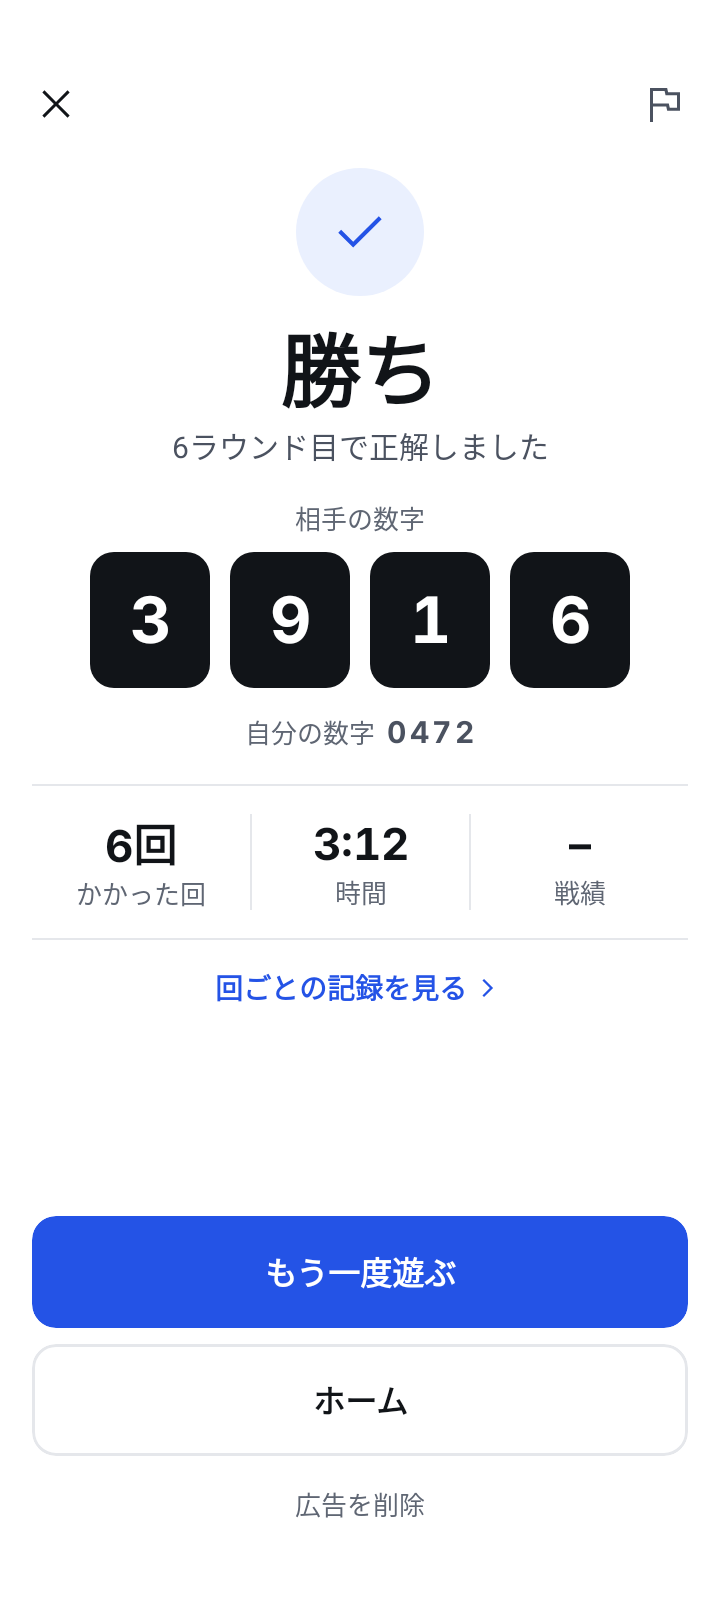 勝ち
6ラウンド目で正解しました
相手の数字
3 9 1 6
自分の数字 0472
6回 3:12 –
かかった回 時間 戦績
回ごとの記録を見る
もう一度遊ぶ
ホーム
広告を削除